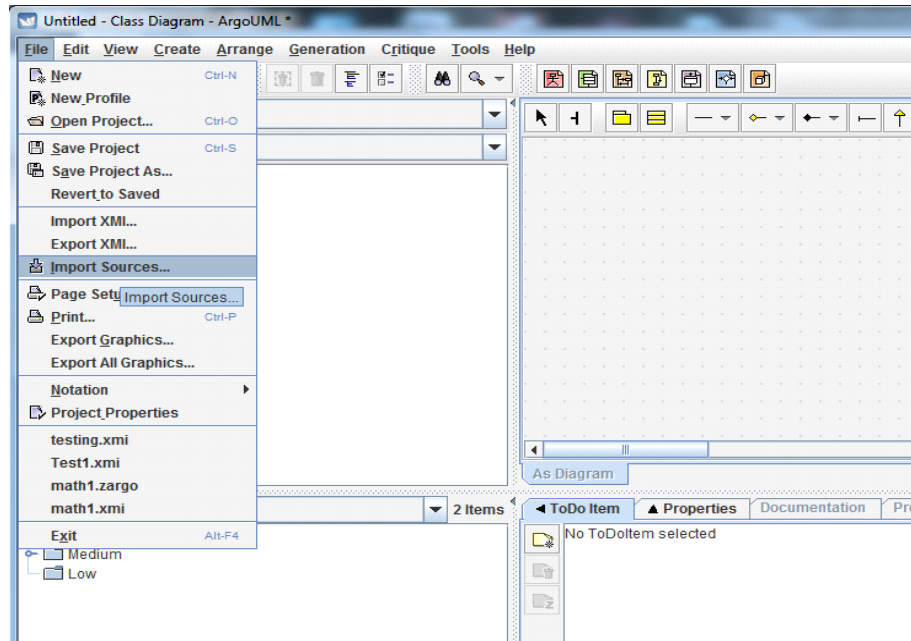 Untitled - Class Diagram - ArgoUML *
File Edit View Create Arrange Generation Critique Tools Help
New Ctrl-N
New Profile
Open Project... Ctrl-O
Save Project Ctrl-S
Save Project As...
Revert to Saved
Import XMI...
Export XMI...
Import Sources...
Page Setu
Import Sources...
Print... Ctrl-P
Export Graphics...
Export All Graphics...
Notation
Project Properties
testing.xmi
Test1.xmi
math1.zargo
math1.xmi
Exit Alt-F4
As Diagram
2 Items
ToDo Item Properties Documentation Pr
No ToDoItem selected
Medium
Low